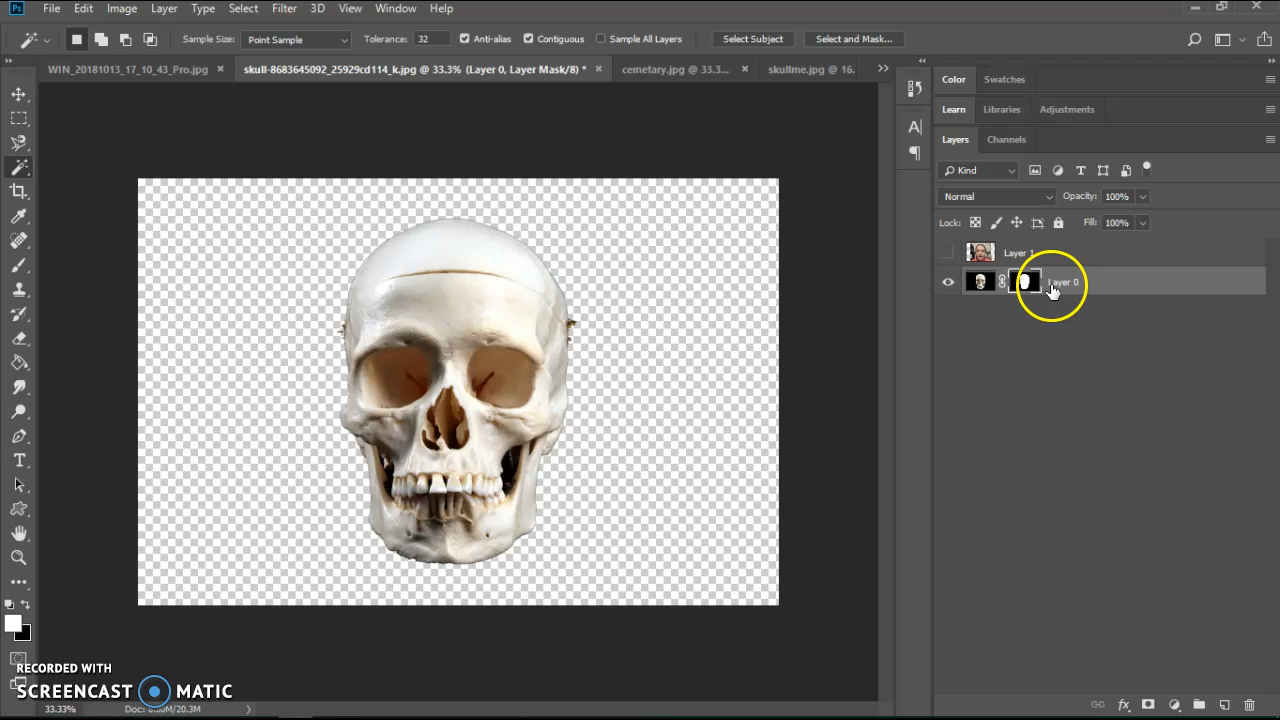 Ps File Edit Image Layer Type Select Filter 3D View Window Help
Sample Size: Point Sample Tolerance: 32 Anti-alias Contiguous Sample All Layers Select Subject Select and Mask...
WIN_20181013_17_10_43_Pro.jpg × skull-8683645092_25929cd114_k.jpg @ 33.3% (Layer 0, Layer Mask/8) * × cemetary.jpg @ 33.3... × skullme.jpg @ 16.
Color Swatches
Learn Libraries Adjustments
Layers Channels
Kind
Normal Opacity: 100%
Lock: Fill: 100%
Layer 1
Layer 0
RECORDED WITH
SCREENCAST MATIC
33.33%